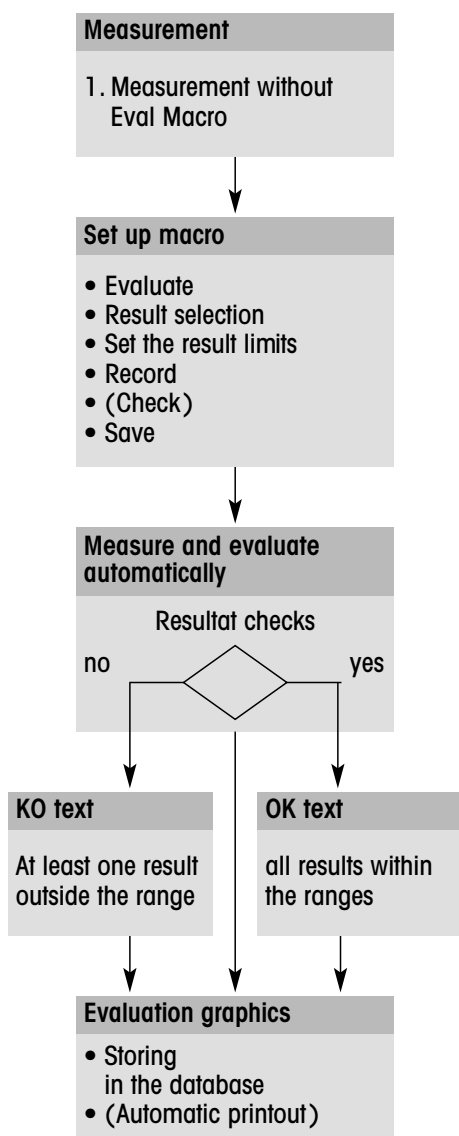 Measurement
1. Measurement without
Eval Macro
Set up macro
• Evaluate
• Result selection
• Set the result limits
• Record
• (Check)
• Save
Measure and evaluate
automatically
Resultat checks
no
yes
KO text
At least one result
outside the range
OK text
all results within
the ranges
Evaluation graphics
• Storing
in the database
• (Automatic printout)